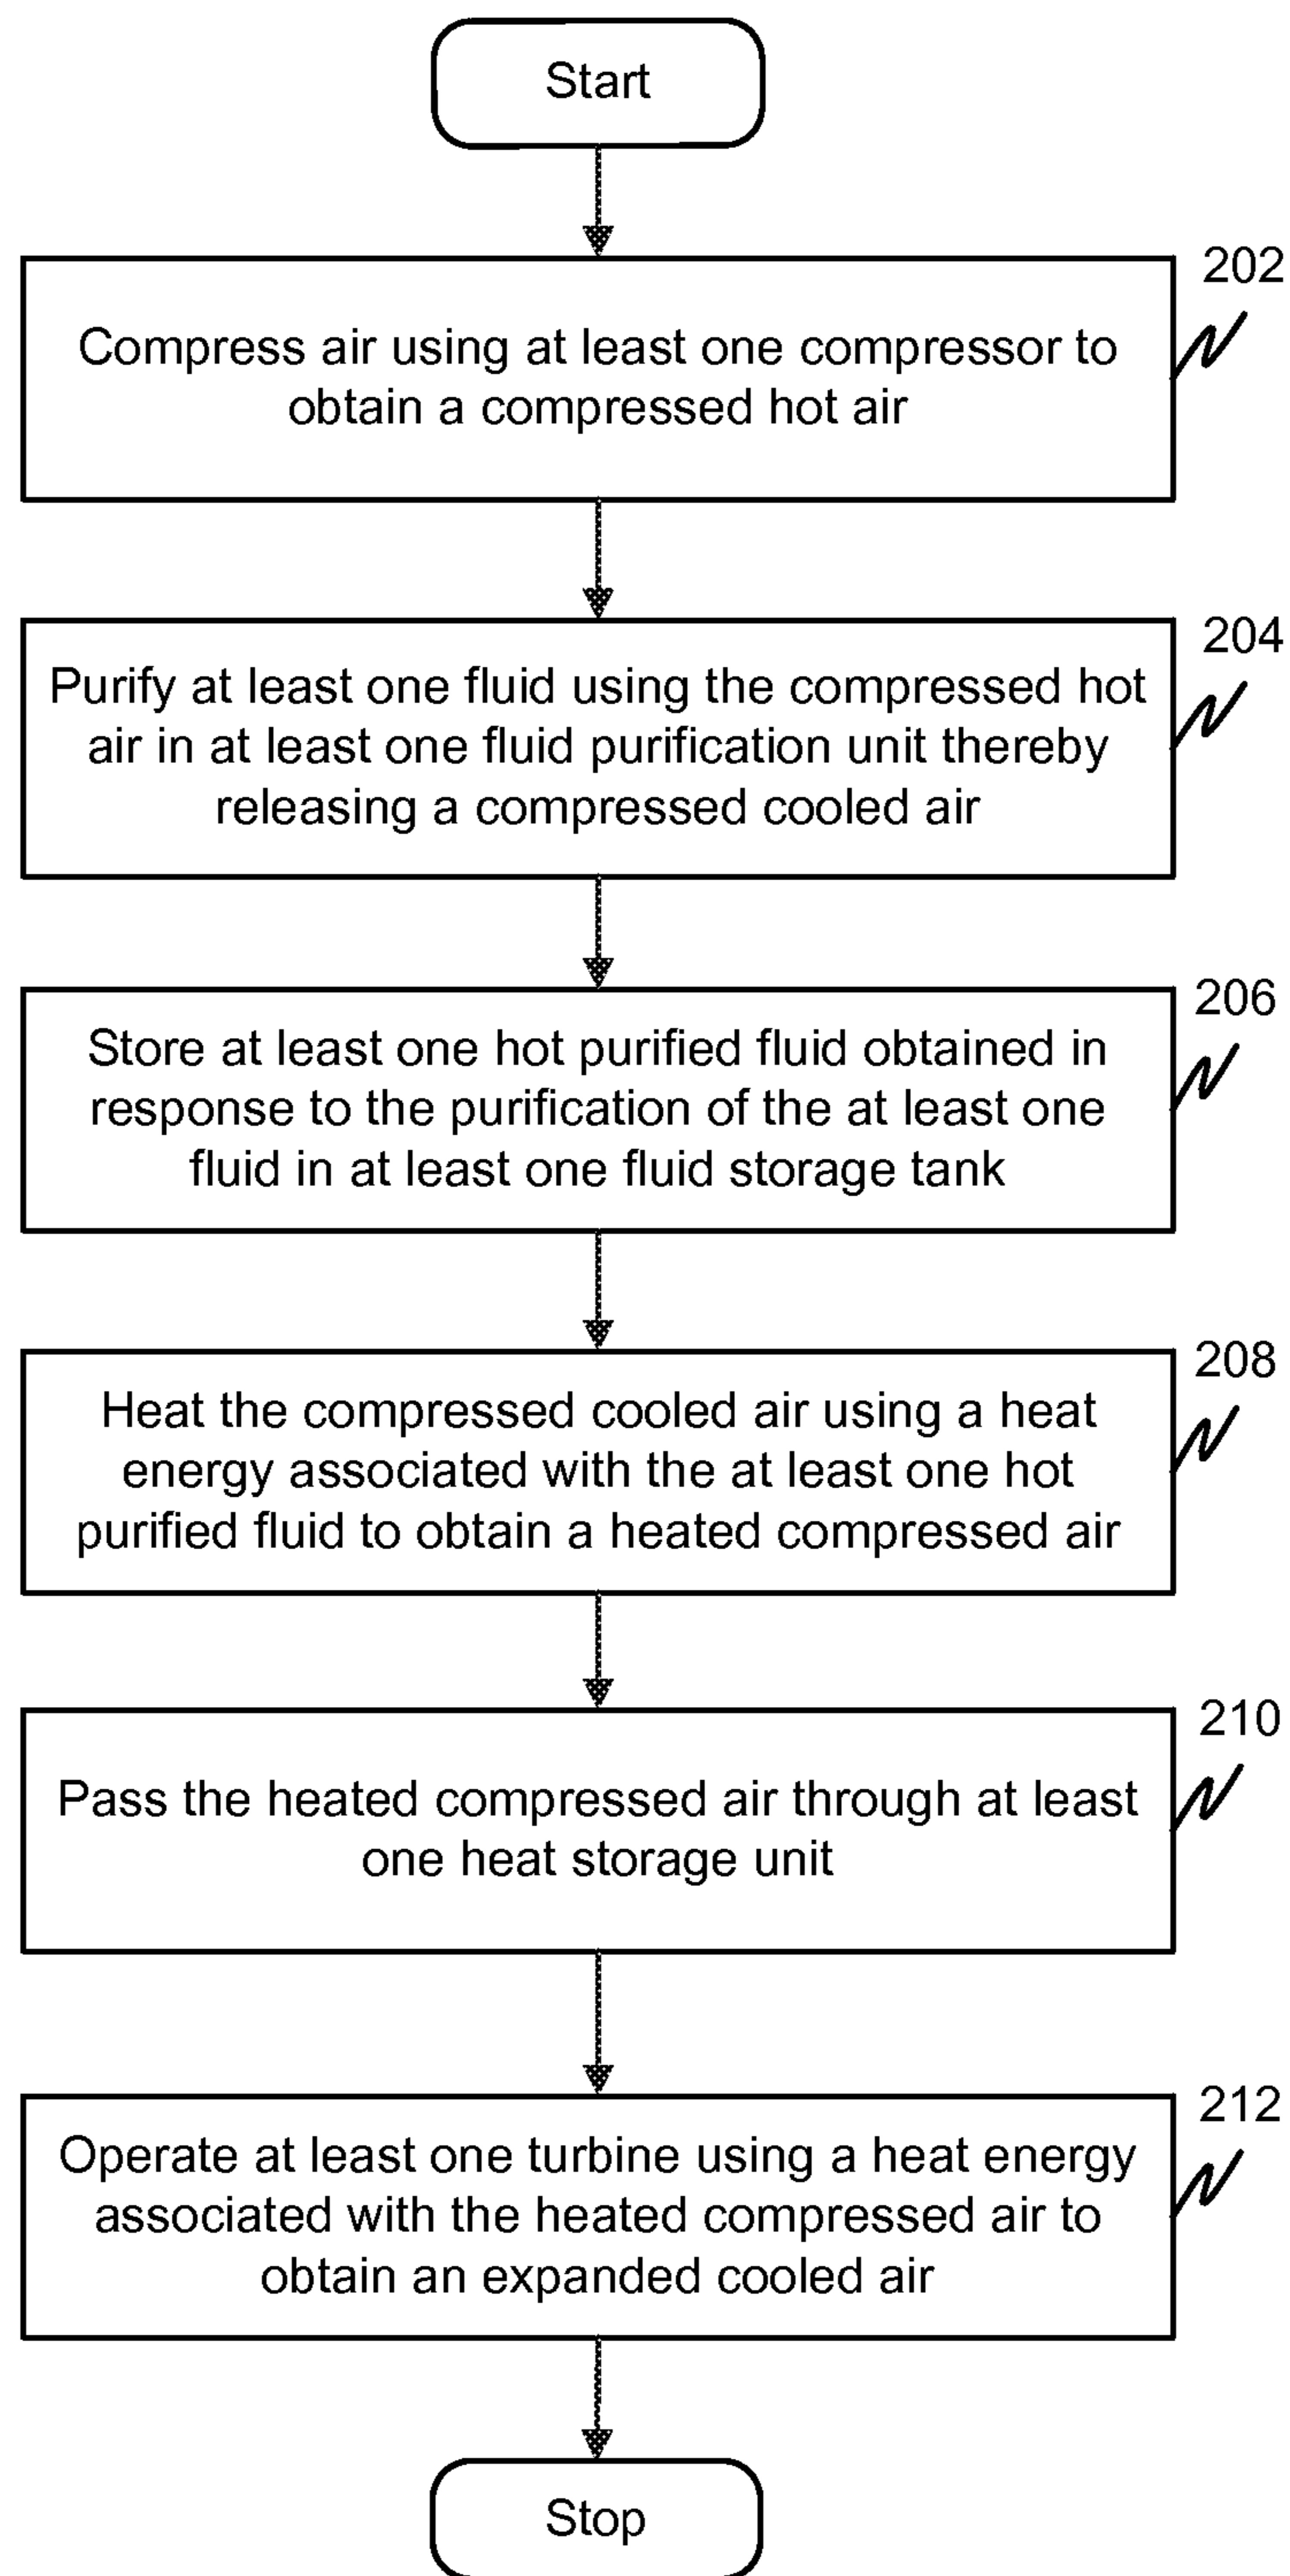 Start
202
Compress air using at least one compressor to
obtain a compressed hot air
204
Purify at least one fluid using the compressed hot
air in at least one fluid purification unit thereby
releasing a compressed cooled air
206
Store at least one hot purified fluid obtained in
response to the purification of the at least one
fluid in at least one fluid storage tank
208
Heat the compressed cooled air using a heat
energy associated with the at least one hot
purified fluid to obtain a heated compressed air
210
Pass the heated compressed air through at least
one heat storage unit
212
Operate at least one turbine using a heat energy
associated with the heated compressed air to
obtain an expanded cooled air
Stop